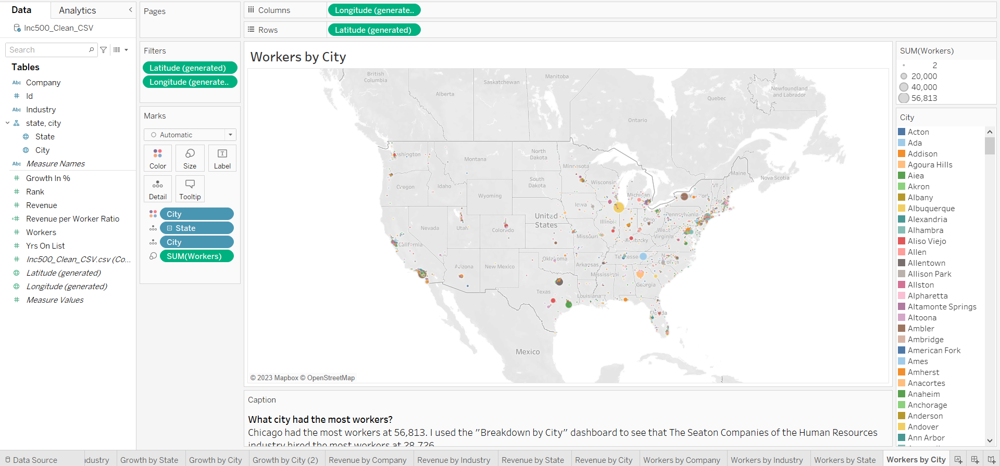 Data
Analytics
Inc500_Clean_CSV
Search
Tables
Abc Company
# Id
Abc Industry
state, city
State
City
Abc Measure Names
# Growth In %
# Rank
# Revenue
=# Revenue per Worker Ratio
# Workers
# Yrs On List
# Inc500_Clean_CSV.csv (Co...
Latitude (generated)
Longitude (generated)
# Measure Values
Pages
Filters
Latitude (generated)
Longitude (generate..
Marks
Automatic
Color
Size
Label
Detail
Tooltip
City
State
City
SUM(Workers)
Columns
Longitude (generate..
Rows
Latitude (generated)
Workers by City
British
Columbia
Alberta
Saskatchewan
Manitoba
Ontario
Quebec
Newfoundland
and Labrador
Montana
North
Dakota
Minnesota
Maine
Nova Scotia
Oregon
Idaho
South
Dakota
Wisconsin
VT
Wyoming
Michigan
Iowa
Pennsylvania
Nevada
Utah
Colorado
United
States
Illinois
Ohio
West
Virginia
California
Missouri
Kentucky
Arizona
New Mexico
Oklahoma
Arkansas
Mississippi
Georgia
Texas
Louisiana
Florida
Mexico
© 2023 Mapbox © OpenStreetMap
Caption
What city had the most workers?
Chicago had the most workers at 56,813. I used the "Breakdown by City" dashboard to see that The Seaton Companies of the Human Resources
industry hired the most workers at 28,726.
SUM(Workers)
2
20,000
40,000
56,813
City
Acton
Ada
Addison
Agoura Hills
Aiea
Akron
Albany
Albuquerque
Alexandria
Alhambra
Aliso Viejo
Allen
Allentown
Allison Park
Allston
Alpharetta
Altamonte Springs
Altoona
Ambler
Ambridge
American Fork
Ames
Amherst
Anacortes
Anaheim
Anchorage
Anderson
Andover
Ann Arbor
Data Source
ndustry
Growth by State
Growth by City
Growth by City (2)
Revenue by Company
Revenue by Industry
Revenue by State
Revenue by City
Workers by Company
Workers by Industry
Workers by State
Workers by City